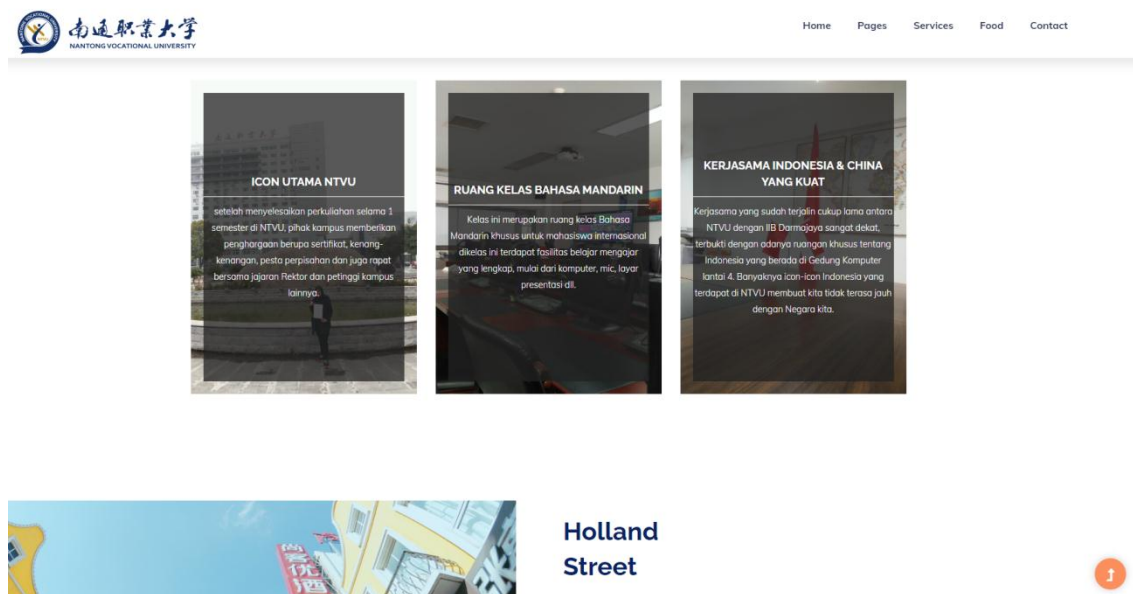 南通职业大学
NANTONG VOCATIONAL UNIVERSITY
Home Pages Services Food Contact
ICON UTAMA NTVU
setelah menyelesaikan perkuliahan selama 1
semester di NTVU, pihak kampus memberikan
penghargaan berupa sertifikat, kenang-
kenangan, pesta perpisahan dan juga rapat
bersama jajaran Rektor dan petinggi kampus
lainnya.
RUANG KELAS BAHASA MANDARIN
Kelas ini merupakan ruang kelas Bahasa
Mandarin khusus untuk mahasiswa internasional
dikelas ini terdapat fasilitas belajar mengajar
yang lengkap, mulai dari komputer, mic, layar
presentasi dll.
KERJASAMA INDONESIA & CHINA
YANG KUAT
Kerjasama yang sudah terjalin cukup lama antara
NTVU dengan IIB Darmajaya sangat dekat,
terbukti dengan adanya ruangan khusus tentang
Indonesia yang berada di Gedung Komputer
lantai 4. Banyaknya icon-icon Indonesia yang
terdapat di NTVU membuat kita tidak terasa jauh
dengan Negara kita.
尚客优酒
Holland
Street